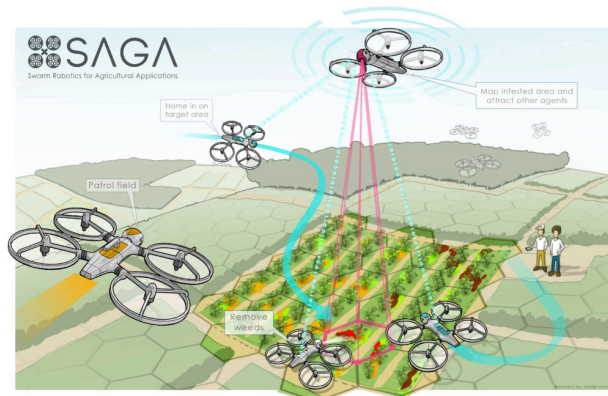 SAGA
Swarm Robotics for Agricultural Applications
Map infested area and
attract other agents
Home in on
target area
Patrol field
Remove
weeds